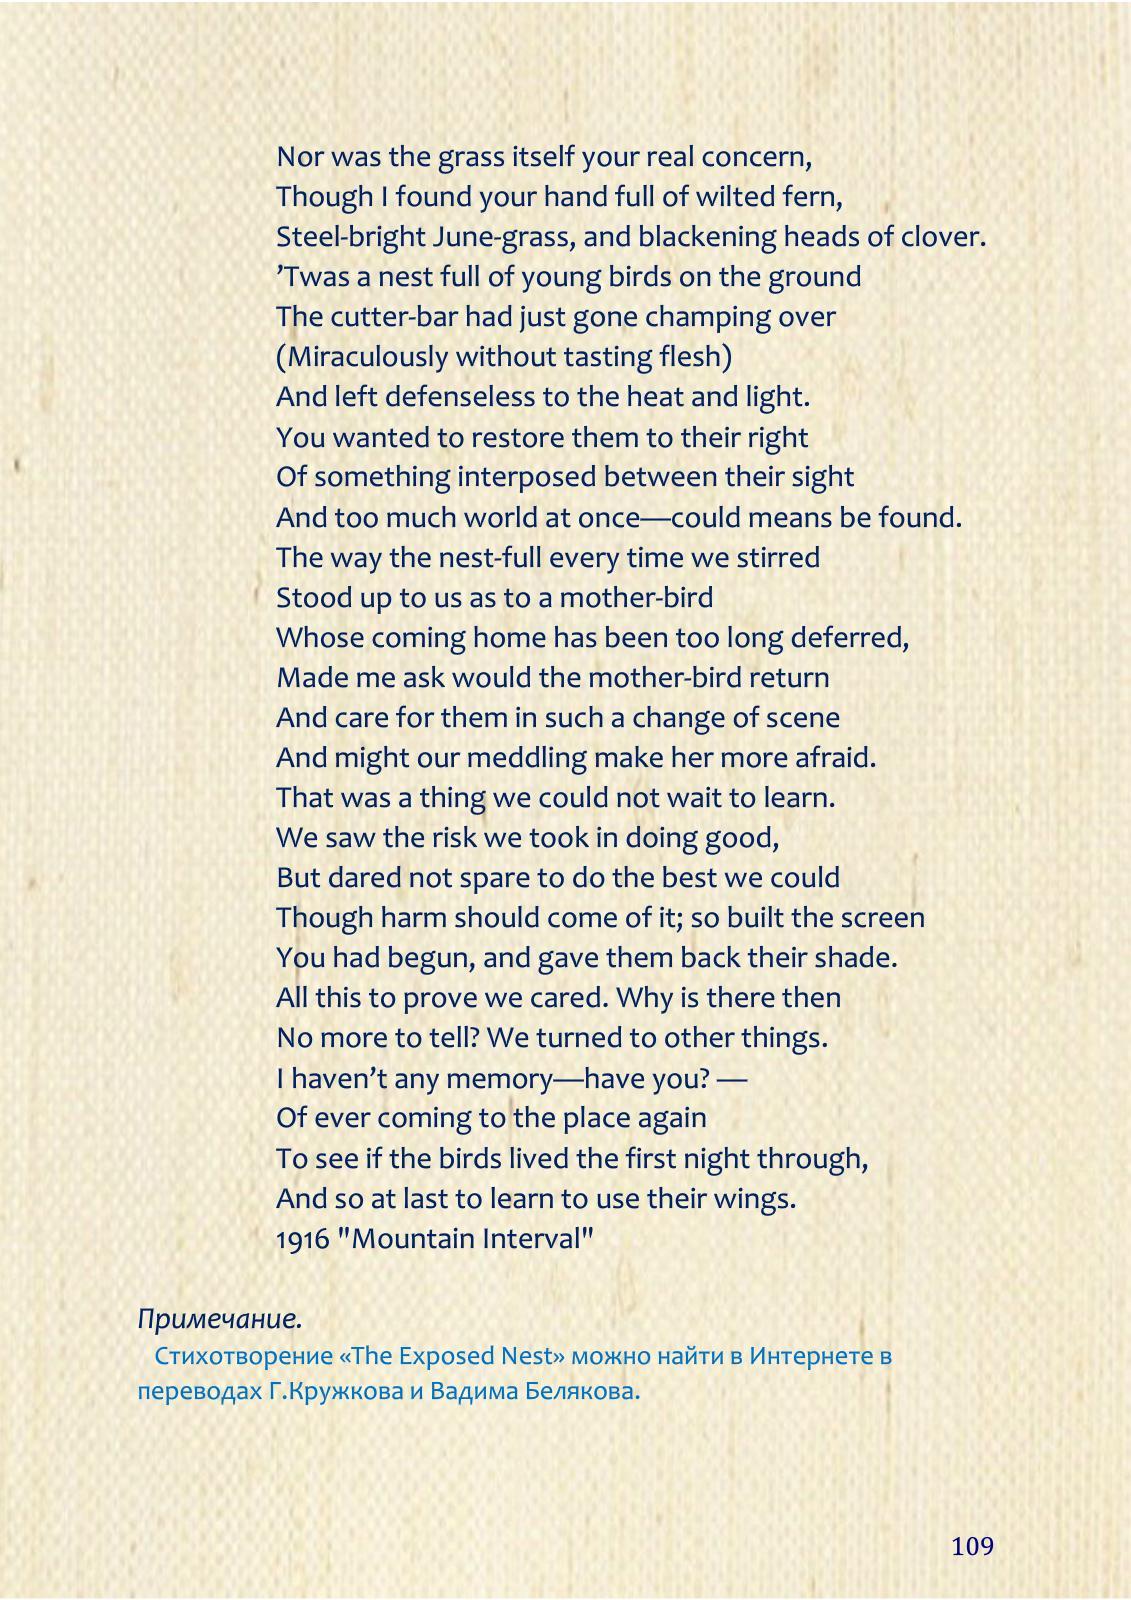 Nor was the grass itself your real concern,
Though I found your hand full of wilted fern,
Steel-bright June-grass, and blackening heads of clover.
’Twas a nest full of young birds on the ground
The cutter-bar had just gone champing over
(Miraculously without tasting flesh)
And left defenseless to the heat and light.
You wanted to restore them to their right
Of something interposed between their sight
And too much world at once—could means be found.
The way the nest-full every time we stirred
Stood up to us as to a mother-bird
Whose coming home has been too long deferred,
Made me ask would the mother-bird return
And care for them in such a change of scene
And might our meddling make her more afraid.
That was a thing we could not wait to learn.
We saw the risk we took in doing good,
But dared not spare to do the best we could
Though harm should come of it; so built the screen
You had begun, and gave them back their shade.
All this to prove we cared. Why is there then
No more to tell? We turned to other things.
I haven’t any memory—have you? —
Of ever coming to the place again
To see if the birds lived the first night through,
And so at last to learn to use their wings.
1916 "Mountain Interval"
Примечание.
Стихотворение «The Exposed Nest» можно найти в Интернете в
переводах Г.Кружкова и Вадима Белякова.
109